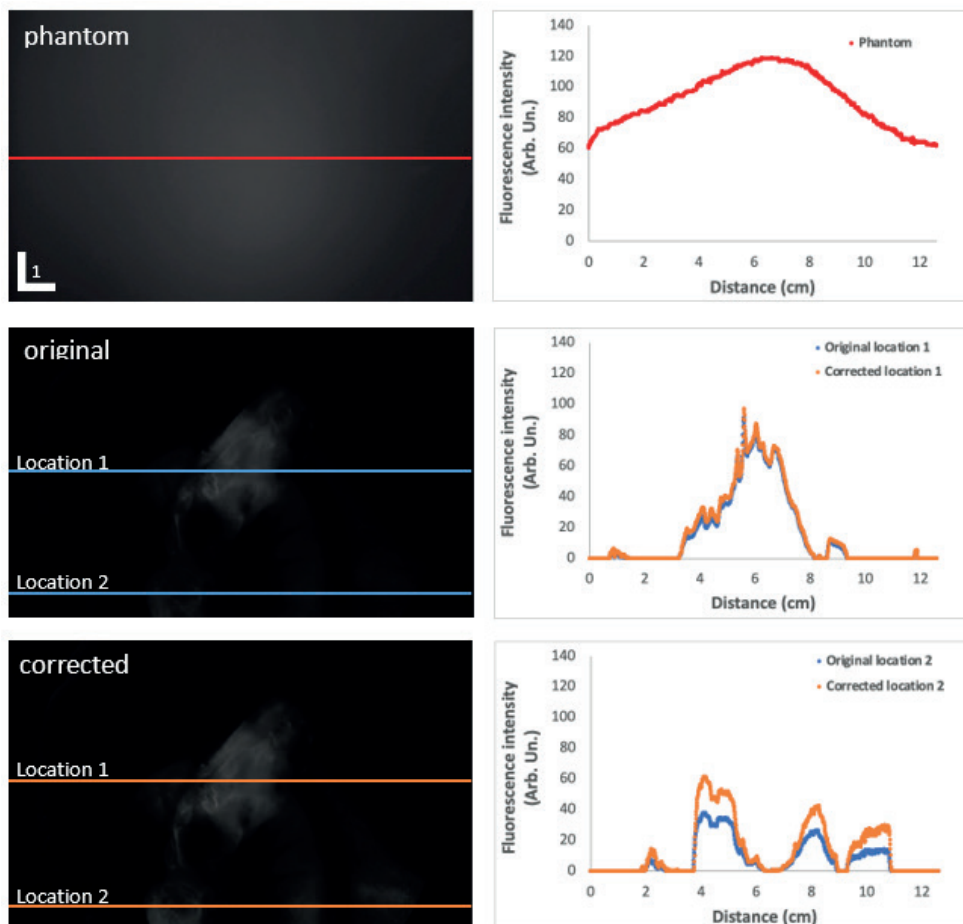 phantom
1
Fluorescence intensity
(Arb. Un.)
140
120
100
80
60
40
20
0
0 2 4 6 8 10 12
Distance (cm)
Phantom
original
Location 1
Location 2
Fluorescence intensity
(Arb. Un.)
140
120
100
80
60
40
20
0
0 2 4 6 8 10 12
Distance (cm)
Original location 1
Corrected location 1
corrected
Location 1
Location 2
Fluorescence intensity
(Arb. Un.)
140
120
100
80
60
40
20
0
0 2 4 6 8 10 12
Distance (cm)
Original location 2
Corrected location 2